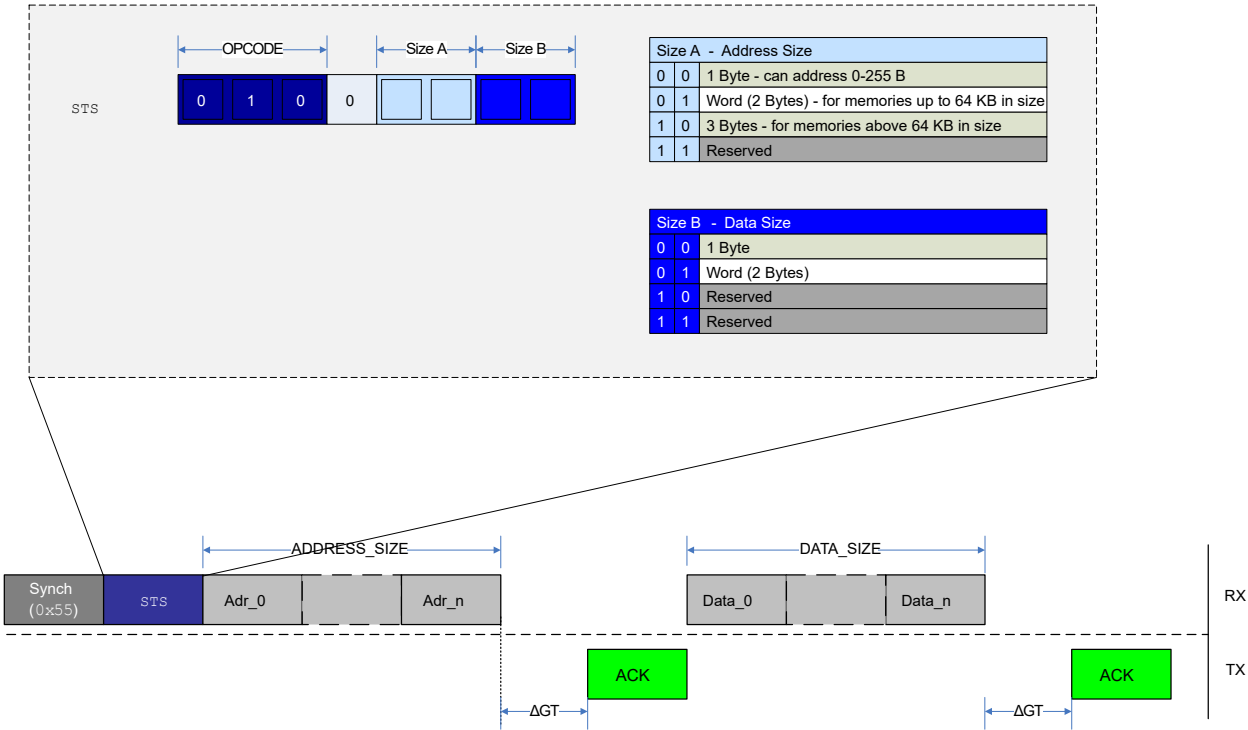 OPCODE Size A Size B
STS 0 1 0 0
Size A - Address Size
0 0 1 Byte - can address 0-255 B
0 1 Word (2 Bytes) - for memories up to 64 KB in size
1 0 3 Bytes - for memories above 64 KB in size
1 1 Reserved
Size B - Data Size
0 0 1 Byte
0 1 Word (2 Bytes)
1 0 Reserved
1 1 Reserved
ADDRESS_SIZE DATA_SIZE
Synch
(0x55)
STS Adr_0 Adr_n Data_0 Data_n RX
ACK ACK TX
ΔGT ΔGT